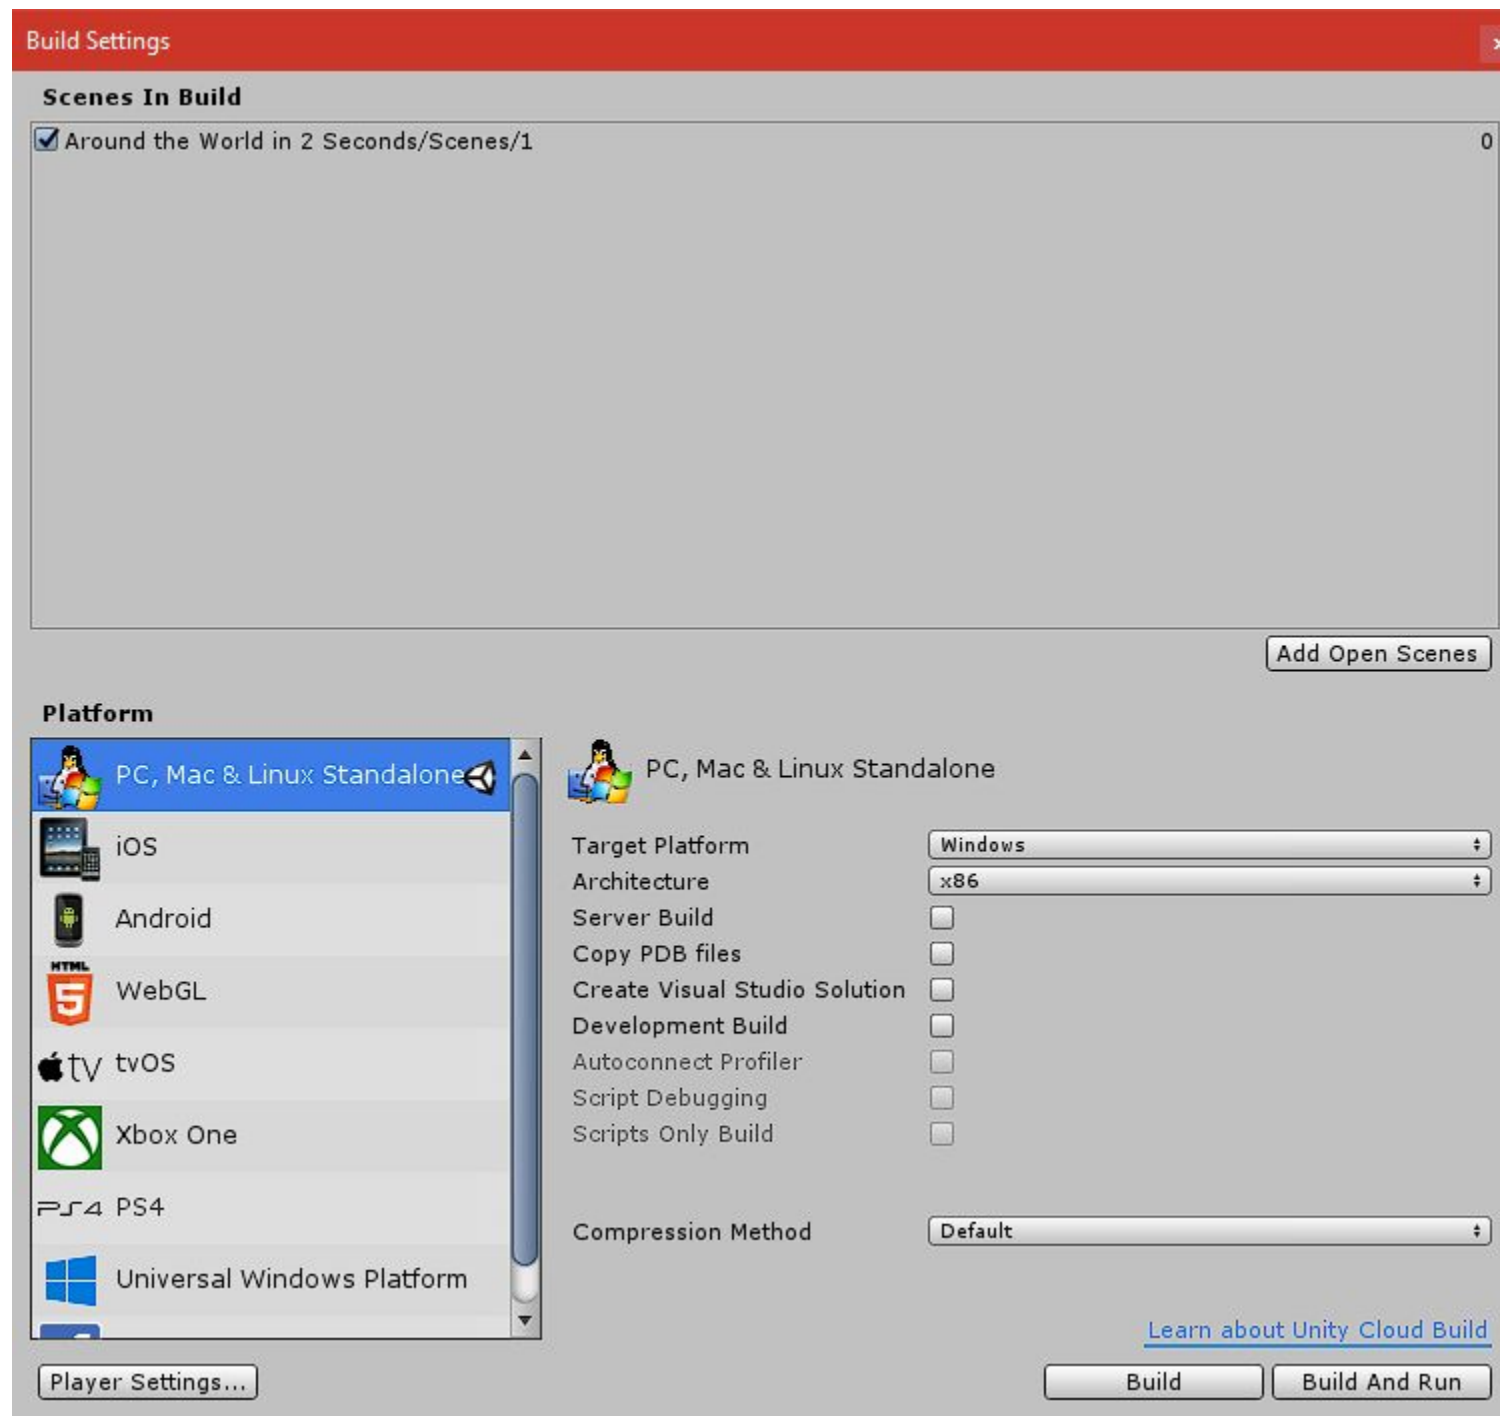 Build Settings
x
Scenes In Build
Around the World in 2 Seconds/Scenes/1 0
Add Open Scenes
Platform
PC, Mac & Linux Standalone
iOS
Android
HTML
5
WebGL
tv tvOS
Xbox One
PS4 PS4
Universal Windows Platform
PC, Mac & Linux Standalone
Target Platform Windows
Architecture x86
Server Build
Copy PDB files
Create Visual Studio Solution
Development Build
Autoconnect Profiler
Script Debugging
Scripts Only Build
Compression Method Default
Learn about Unity Cloud Build
Player Settings... Build Build And Run